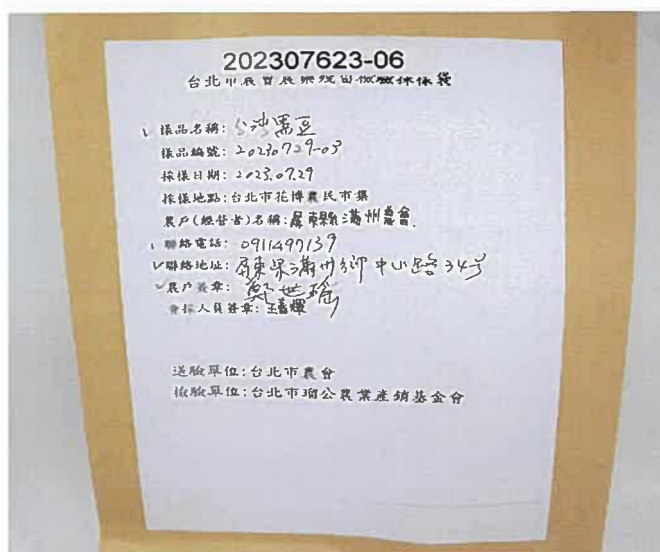 202307623-06
台北市農會農藥殘留檢驗採樣袋
樣品名稱:黑豆
樣品編號:20230729-03
採樣日期:2023.07.29
採樣地點:台北市花博農民市集
農戶(經營者)名稱:屏東縣滿州農會.
聯絡電話:0911497139
聯絡地址:屏東县滿州鄉中山路34号
農戶簽章:
會採人員簽章:王嘉暉
送驗單位:台北市農會
檢驗單位:台北市瑠公農業產銷基金會